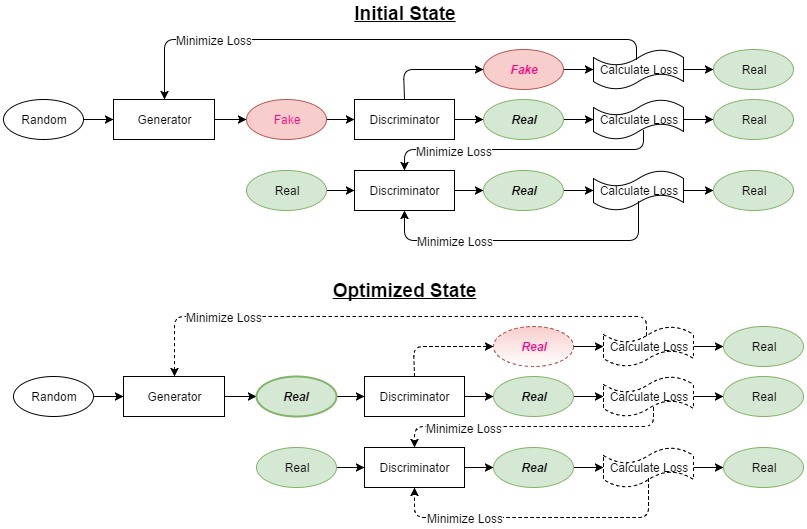 Initial State
Minimize Loss
Fake Calculate Loss Real
Random Generator Fake Discriminator Real Calculate Loss Real
Minimize Loss
Real Discriminator Real Calculate Loss Real
Minimize Loss
Optimized State
Minimize Loss
Real Calculate Loss Real
Random Generator Real Discriminator Real Calculate Loss Real
Minimize Loss
Real Discriminator Real Calculate Loss Real
Minimize Loss